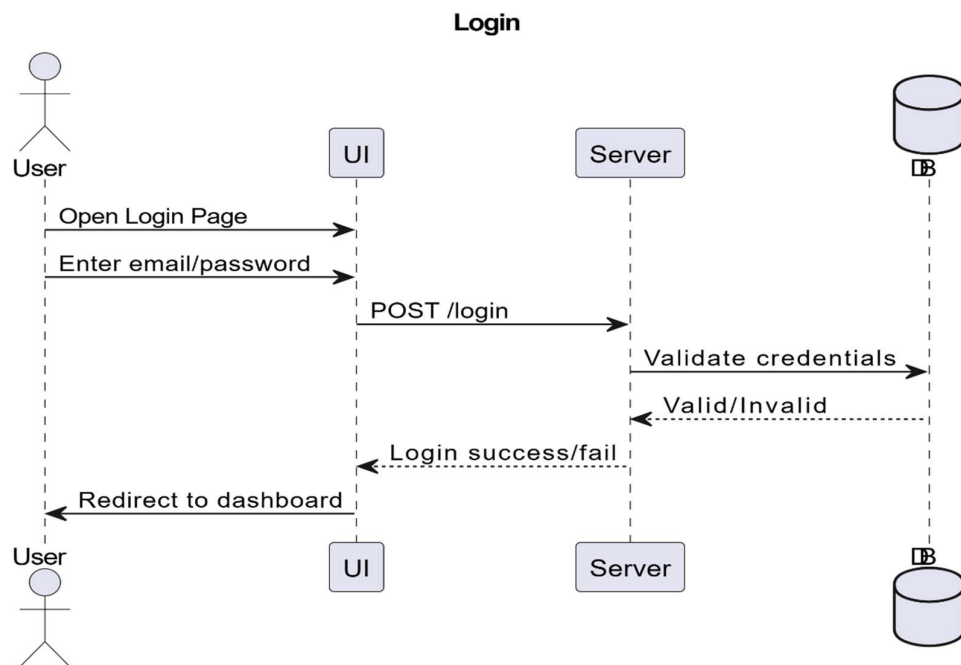 Login
User
UI
Server
DB
Open Login Page
Enter email/password
POST /login
Validate credentials
Valid/Invalid
Login success/fail
Redirect to dashboard
User
UI
Server
DB